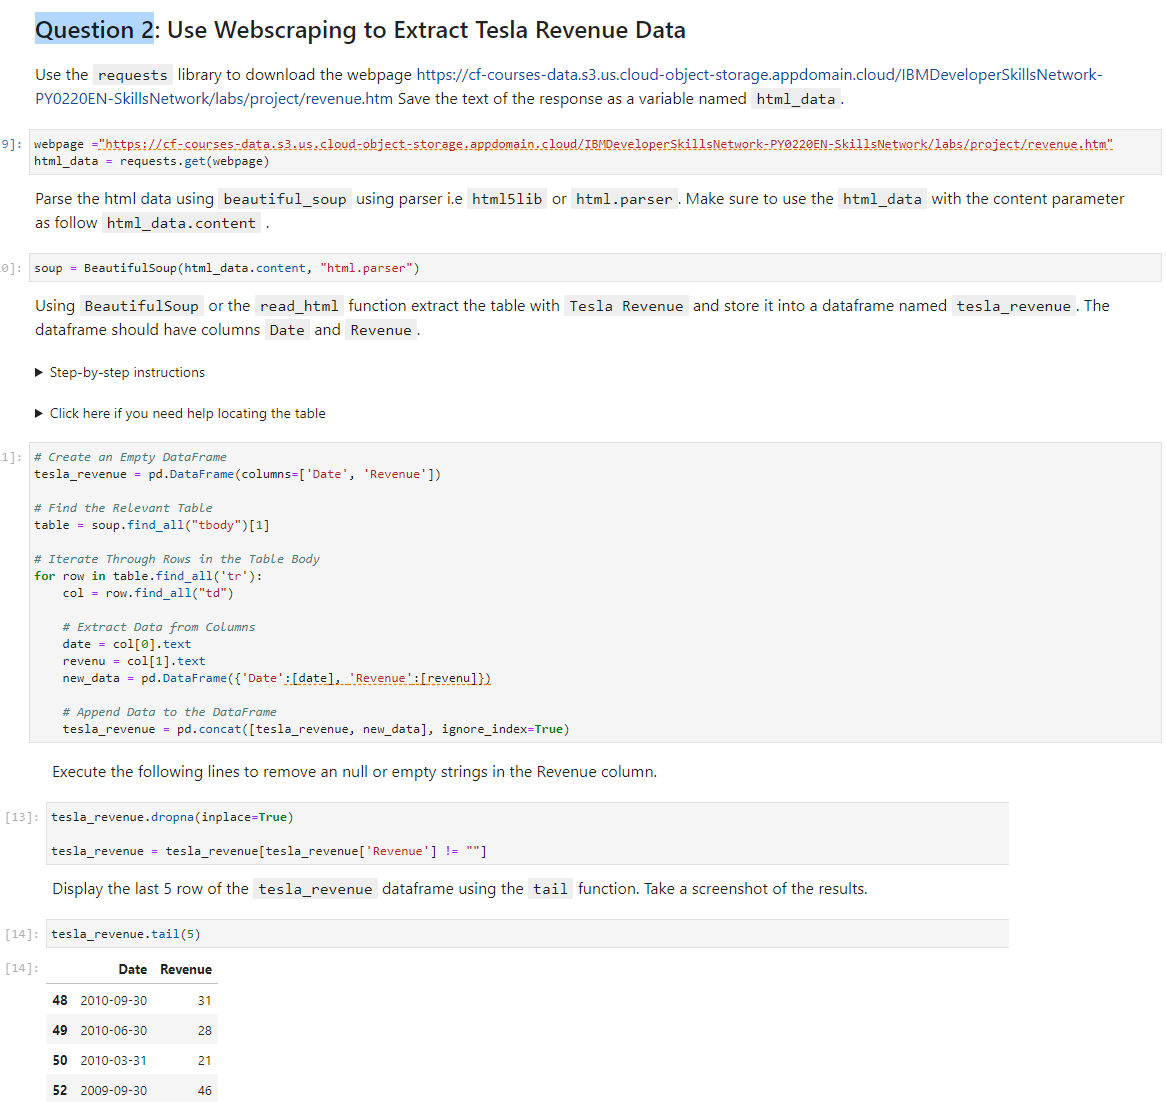 Question 2: Use Webscraping to Extract Tesla Revenue Data
Use the requests library to download the webpage https://cf-courses-data.s3.us.cloud-object-storage.appdomain.cloud/IBMDeveloperSkillsNetwork-
PY0220EN-SkillsNetwork/labs/project/revenue.htm Save the text of the response as a variable named html_data.
9]: webpage ="https://cf-courses-data.s3.us.cloud-object-storage.appdomain.cloud/IBMDeveloperSkillsNetwork-PY0220EN-SkillsNetwork/labs/project/revenue.htm"
html_data = requests.get(webpage)
Parse the html data using beautiful_soup using parser i.e html5lib or html.parser. Make sure to use the html_data with the content parameter
as follow html_data.content .
0]: soup = BeautifulSoup(html_data.content, "html.parser")
Using BeautifulSoup or the read_html function extract the table with Tesla Revenue and store it into a dataframe named tesla_revenue. The
dataframe should have columns Date and Revenue.
▶ Step-by-step instructions
▶ Click here if you need help locating the table
1]: # Create an Empty DataFrame
tesla_revenue = pd.DataFrame(columns=['Date', 'Revenue'])
# Find the Relevant Table
table = soup.find_all("tbody")[1]
# Iterate Through Rows in the Table Body
for row in table.find_all('tr'):
col = row.find_all("td")
# Extract Data from Columns
date = col[0].text
revenu = col[1].text
new_data = pd.DataFrame({'Date':[date], 'Revenue':[revenu]})
# Append Data to the DataFrame
tesla_revenue = pd.concat([tesla_revenue, new_data], ignore_index=True)
Execute the following lines to remove an null or empty strings in the Revenue column.
[13]: tesla_revenue.dropna(inplace=True)
tesla_revenue = tesla_revenue[tesla_revenue['Revenue'] != ""]
Display the last 5 row of the tesla_revenue dataframe using the tail function. Take a screenshot of the results.
[14]: tesla_revenue.tail(5)
[14]: Date Revenue
48 2010-09-30 31
49 2010-06-30 28
50 2010-03-31 21
52 2009-09-30 46